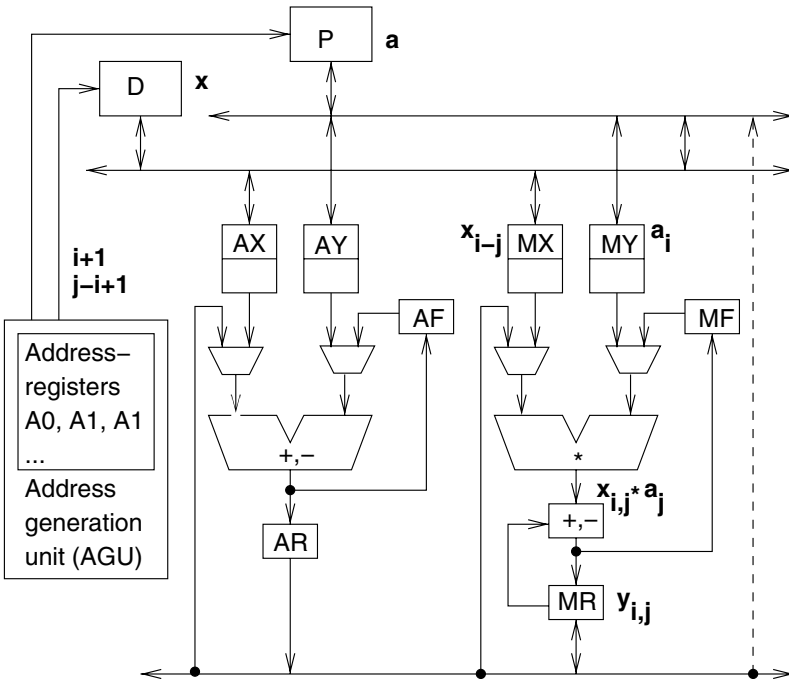 P
a
D
x
AX
AY
x_{i-j}
MX
MY
a_i
i+1
j-i+1
AF
MF
Address-
registers
A0, A1, A1
...
Address
generation
unit (AGU)
+,-
*
x_{i,j}* a_j
+,-
AR
MR
y_{i,j}